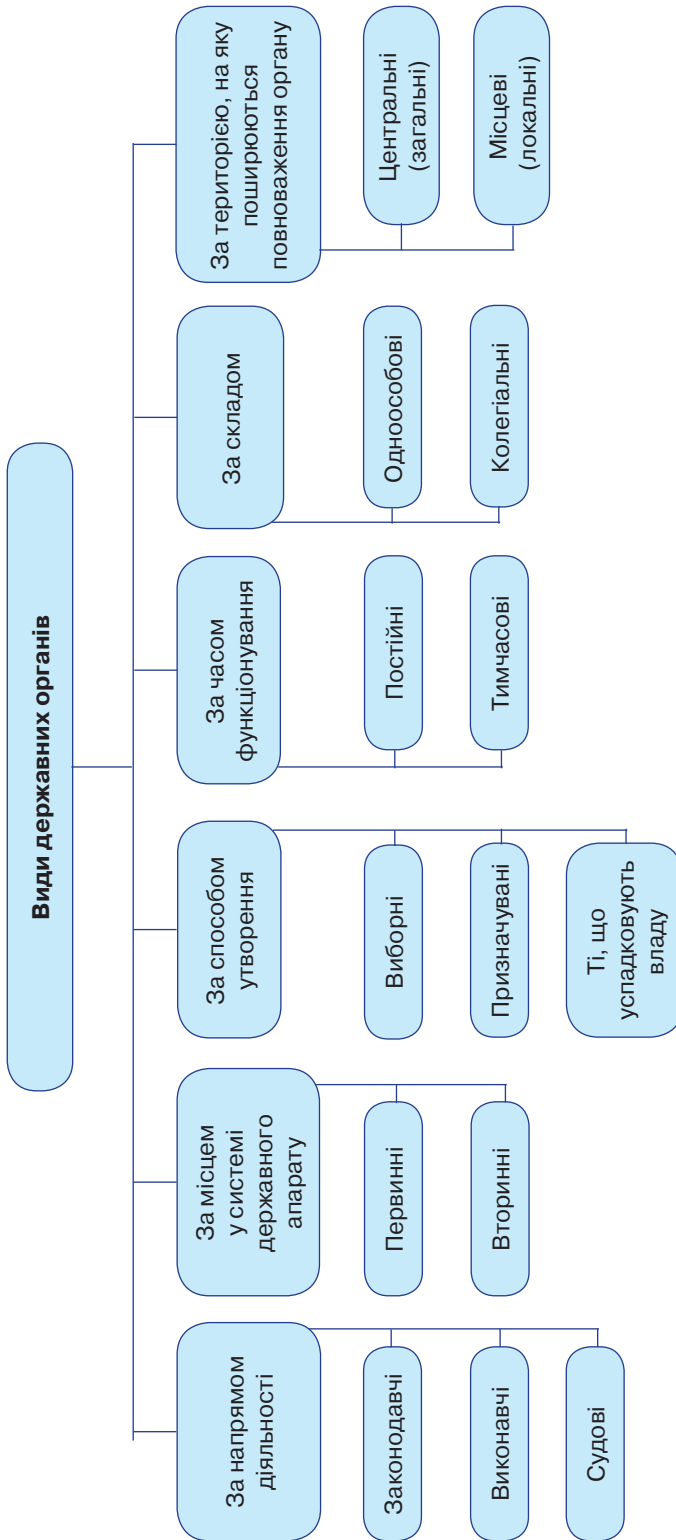 Види державних органів
За напрямом
діяльності
Законодавчі
Виконавчі
Судові
За місцем
у системі
державного
апарату
Первинні
Вторинні
За способом
утворення
Виборні
Призначувані
Ті, що
успадковують
владу
За часом
функціонування
Постійні
Тимчасові
За складом
Одноособові
Колегіальні
За територією, на яку
поширюються
повноваження органу
Центральні
(загальні)
Місцеві
(локальні)